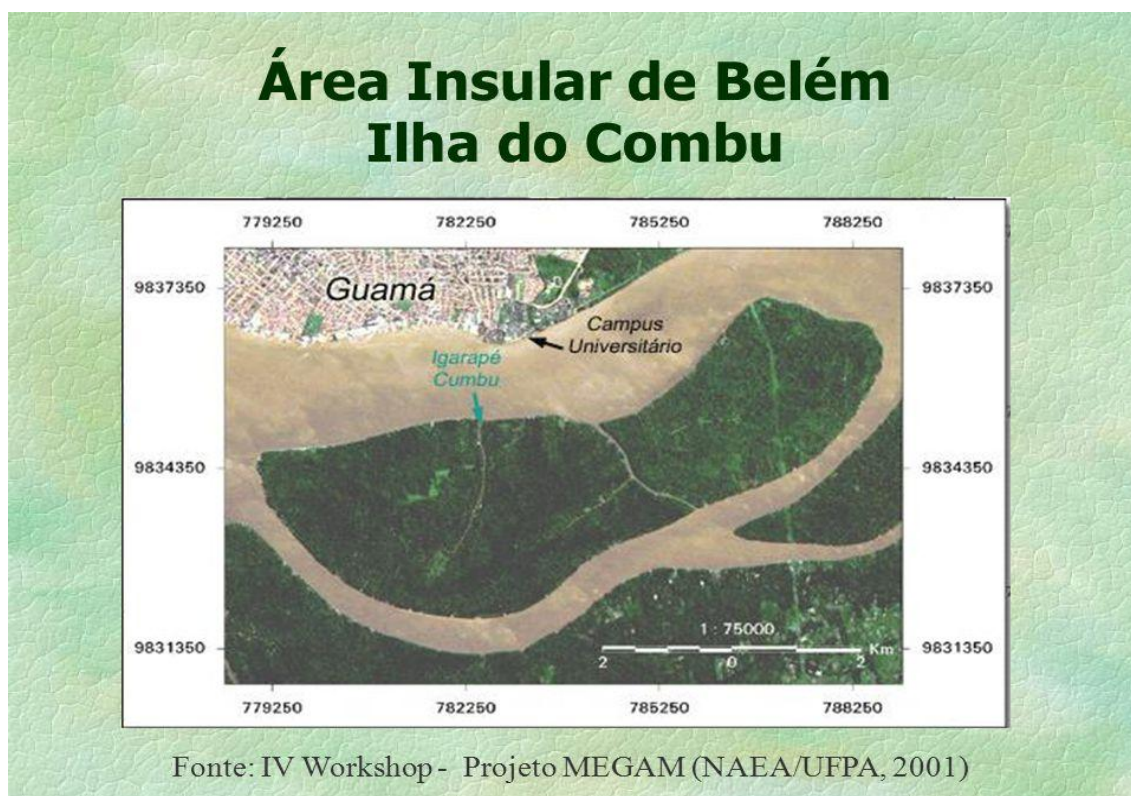 Área Insular de Belém
Ilha do Combu
779250 782250 785250 788250
9837350 9837350
Guamá
Campus
Universitário
Igarapé
Cumbu
9834350 9834350
1 : 75000
Km
2 0 2
9831350 9831350
779250 782250 785250 788250
Fonte: IV Workshop - Projeto MEGAM (NAEA/UFPA, 2001)